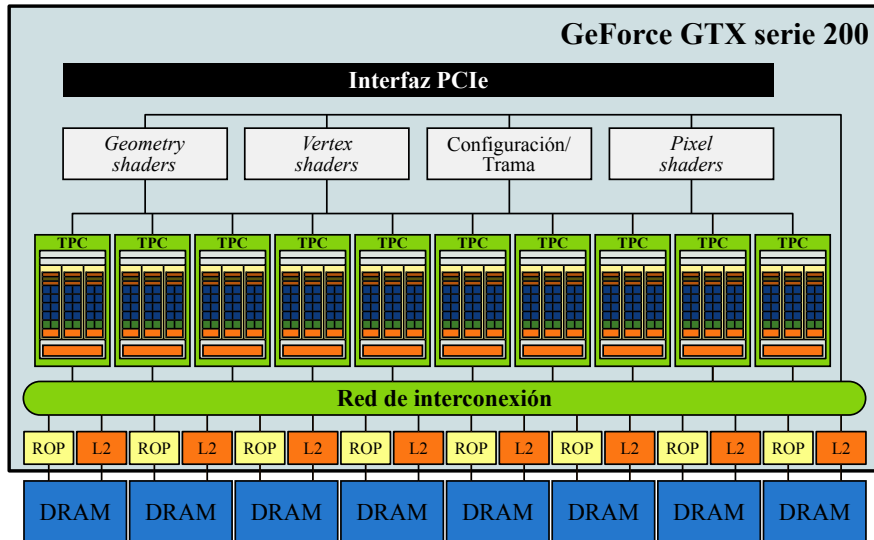 GeForce GTX serie 200
Interfaz PCIe
Geometry
shaders
Vertex
shaders
Configuración/
Trama
Pixel
shaders
TPC TPC TPC TPC TPC TPC TPC TPC TPC TPC
Red de interconexión
ROP L2 ROP L2 ROP L2 ROP L2 ROP L2 ROP L2 ROP L2 ROP L2
DRAM DRAM DRAM DRAM DRAM DRAM DRAM DRAM